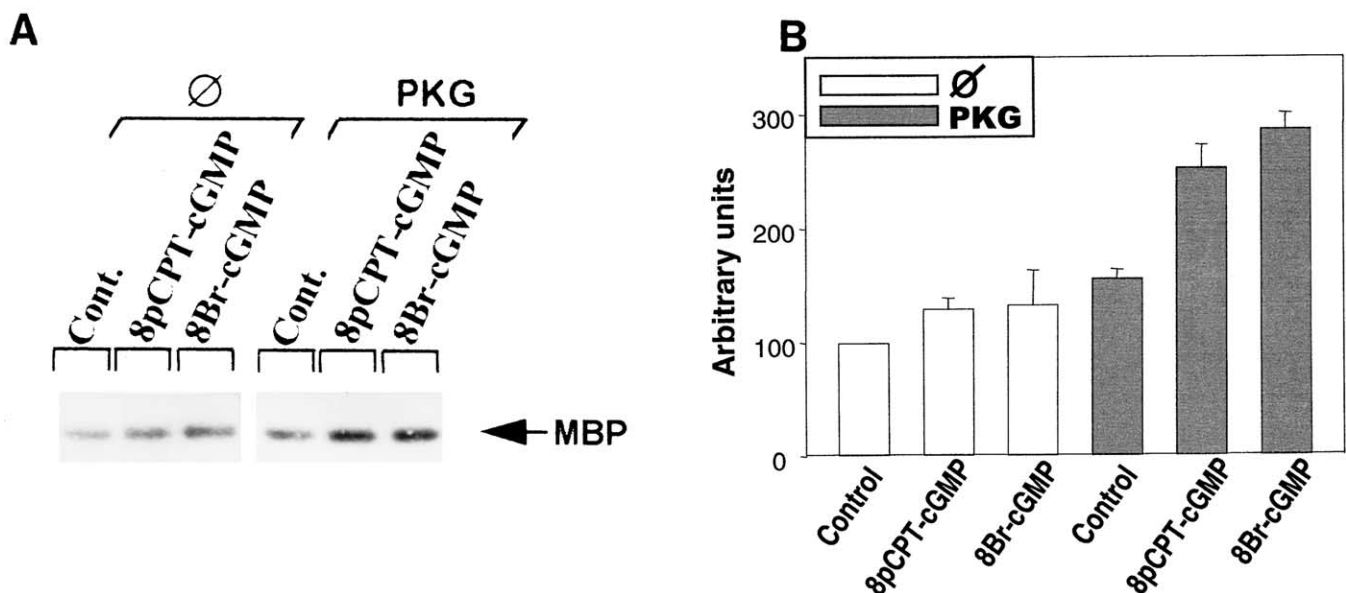 A
∅
PKG
Cont.
8pCPT-cGMP
8Br-cGMP
Cont.
8pCPT-cGMP
8Br-cGMP
MBP
B
∅
PKG
Arbitrary units
300
200
100
0
Control
8pCPT-cGMP
8Br-cGMP
Control
8pCPT-cGMP
8Br-cGMP